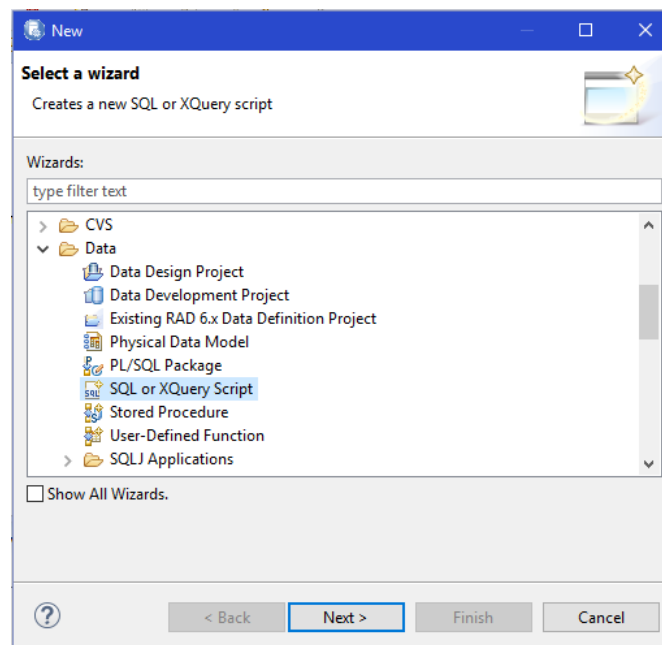 New
Select a wizard
Creates a new SQL or XQuery script
Wizards:
type filter text
CVS
Data
Data Design Project
Data Development Project
Existing RAD 6.x Data Definition Project
Physical Data Model
PL/SQL Package
SQL or XQuery Script
Stored Procedure
User-Defined Function
SQLJ Applications
Show All Wizards.
< Back Next > Finish Cancel